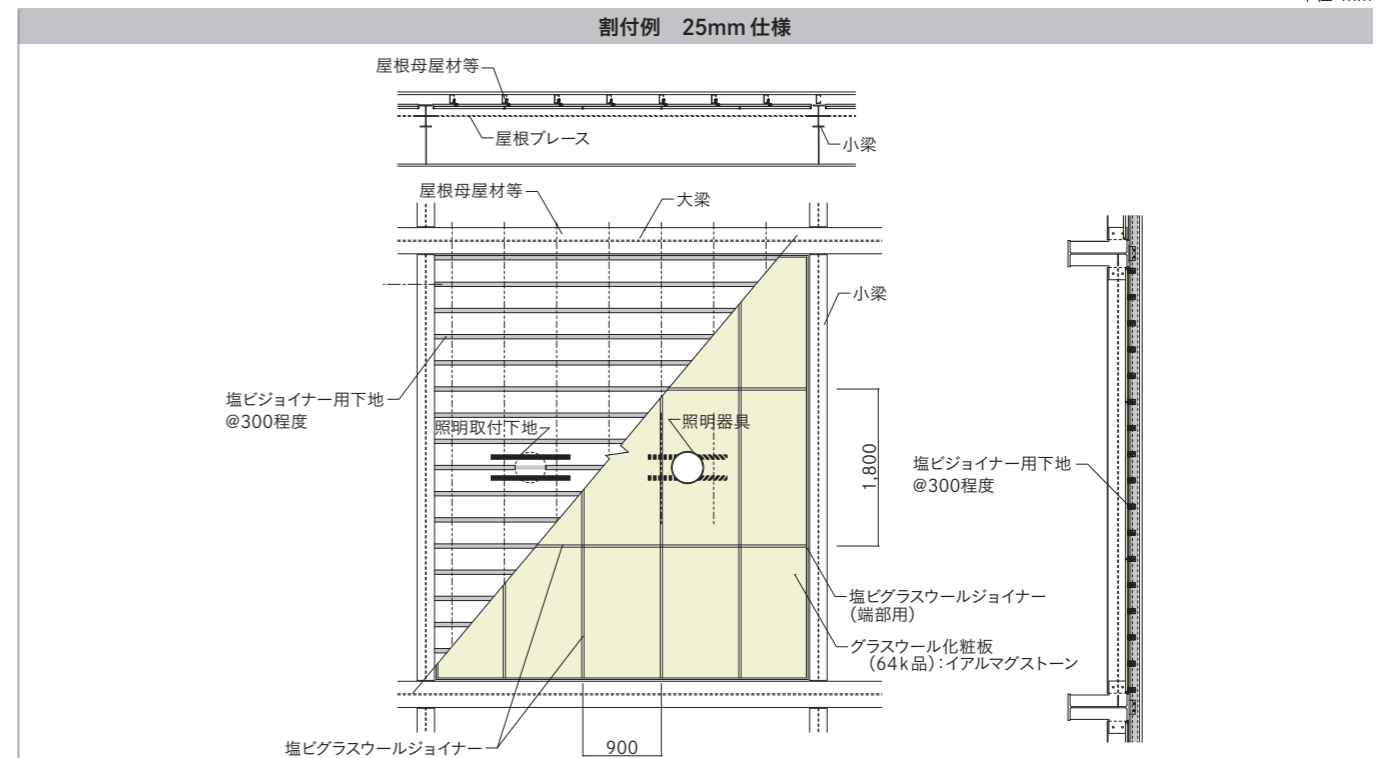 割付例 25mm仕様
屋根母屋材等
屋根ブレース
小梁
屋根母屋材等
大梁
小梁
塩ビジョイナー用下地
@300程度
照明取付下地
照明器具
1,800
塩ビジョイナー用下地
@300程度
塩ビグラスウールジョイナー
(端部用)
グラスウール化粧板
(64k品):イアルマグストーン
塩ビグラスウールジョイナー
900